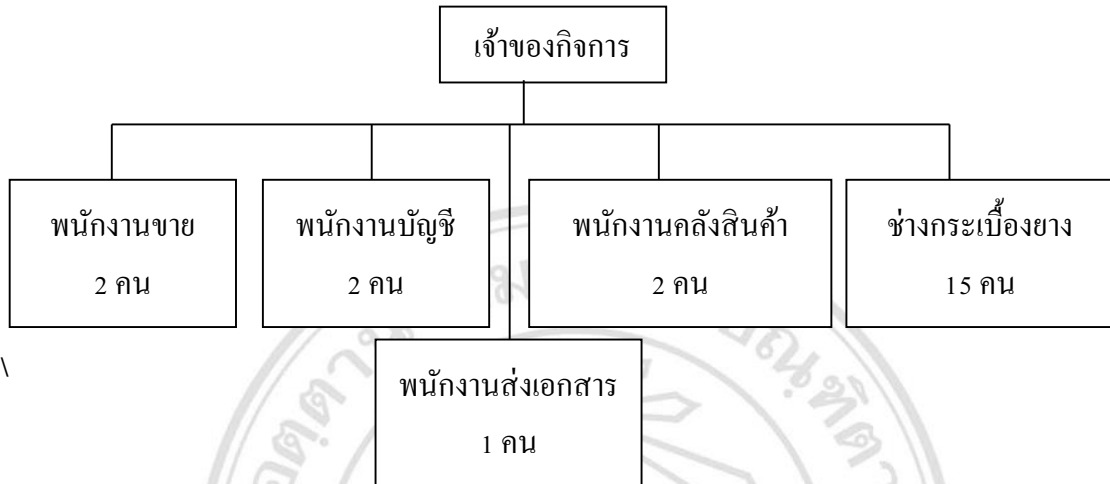 เจ้าของกิจการ
พนักงานขาย
2 คน
พนักงานบัญชี
2 คน
พนักงานคลังสินค้า
2 คน
ช่างกระเบื้องยาง
15 คน
\
พนักงานส่งเอกสาร
1 คน